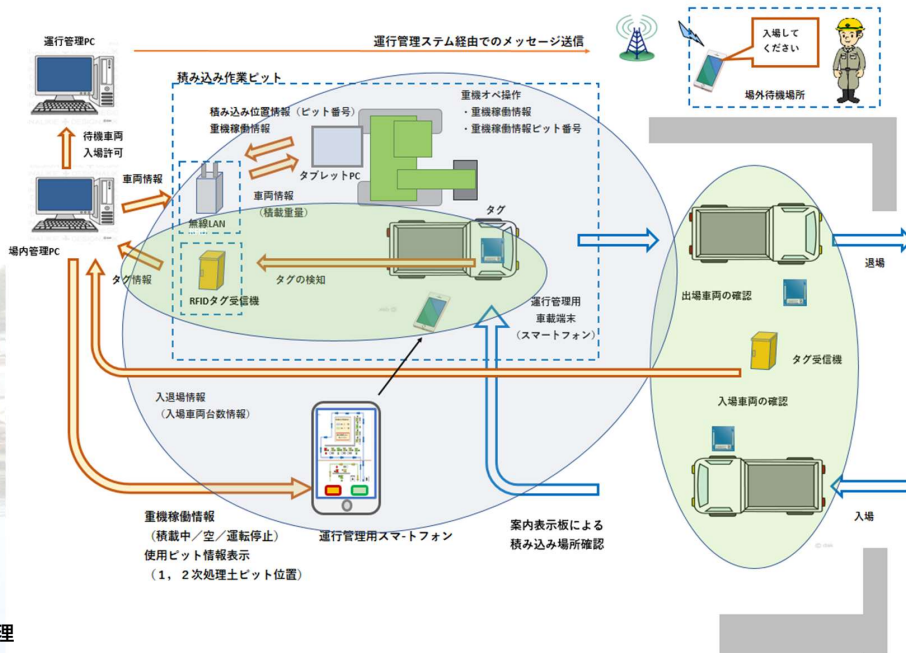 運行管理PC
運行管理ステム経由でのメッセージ送信
入場して
ください
場外待機場所
積み込み作業ピット
積み込み位置情報（ピット番号）
重機稼働情報
重機オペ操作
・重機稼働情報
・重機稼働情報ピット番号
待機車両
入場許可
車両情報
タブレットPC
車両情報
（積載重量）
無線LAN
タグ
場内管理PC
タグ情報
RFIDタグ受信機
タグの検知
運行管理用
車載端末
（スマートフォン）
退場
出場車両の確認
タグ受信機
入退場情報
（入場車両台数情報）
入場車両の確認
入場
重機稼働情報
（積載中／空／運転停止）
使用ピット情報表示
（１，２次処理土ピット位置）
運行管理用スマ-トフォン
案内表示板による
積み込み場所確認
理